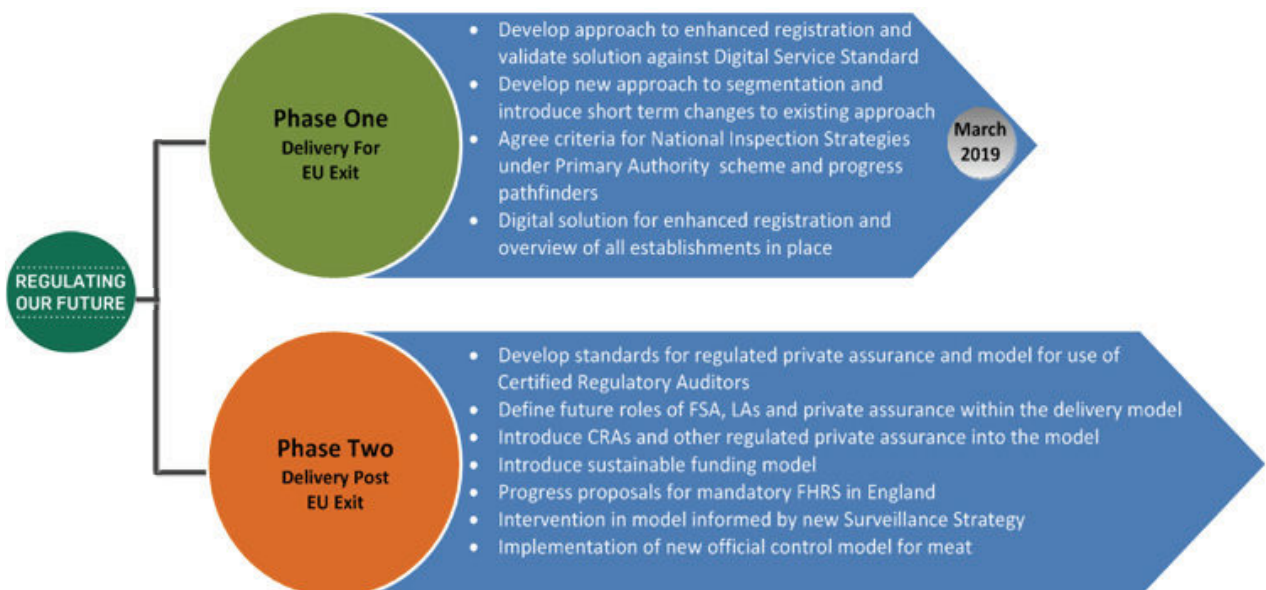 REGULATING
OUR FUTURE
Phase One
Delivery For
EU Exit
• Develop approach to enhanced registration and
validate solution against Digital Service Standard
• Develop new approach to segmentation and
introduce short term changes to existing approach
• Agree criteria for National Inspection Strategies
under Primary Authority scheme and progress
pathfinders
• Digital solution for enhanced registration and
overview of all establishments in place
March
2019
Phase Two
Delivery Post
EU Exit
• Develop standards for regulated private assurance and model for use of
Certified Regulatory Auditors
• Define future roles of FSA, LAs and private assurance within the delivery model
• Introduce CRAs and other regulated private assurance into the model
• Introduce sustainable funding model
• Progress proposals for mandatory FHRS in England
• Intervention in model informed by new Surveillance Strategy
• Implementation of new official control model for meat